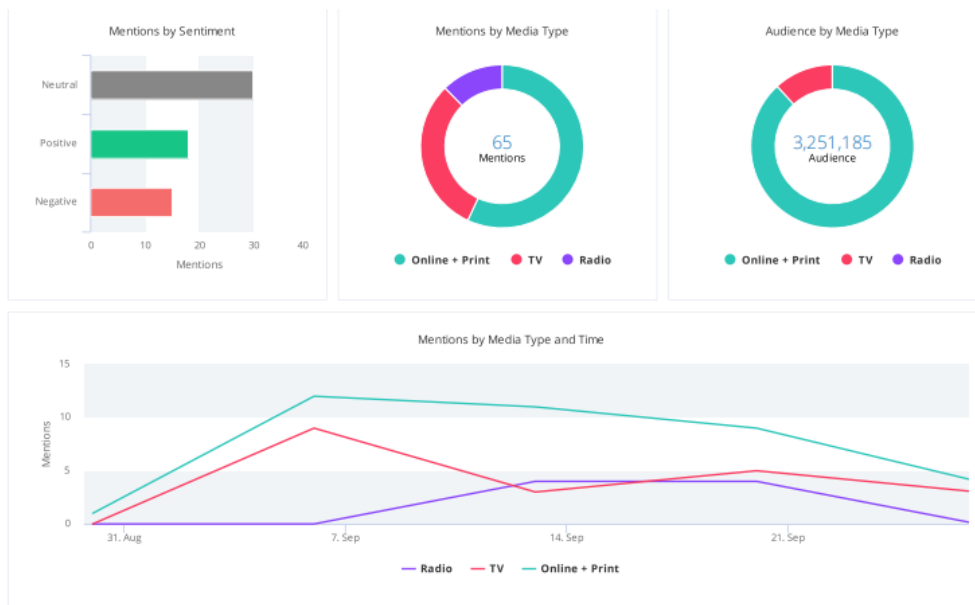 Mentions by Sentiment
Neutral
Positive
Negative
0 10 20 30 40
Mentions
Mentions by Media Type
65
Mentions
Online + Print TV Radio
Audience by Media Type
3,251,185
Audience
Online + Print TV Radio
Mentions by Media Type and Time
Mentions
15
10
5
0
31. Aug 7. Sep 14. Sep 21. Sep
Radio TV Online + Print